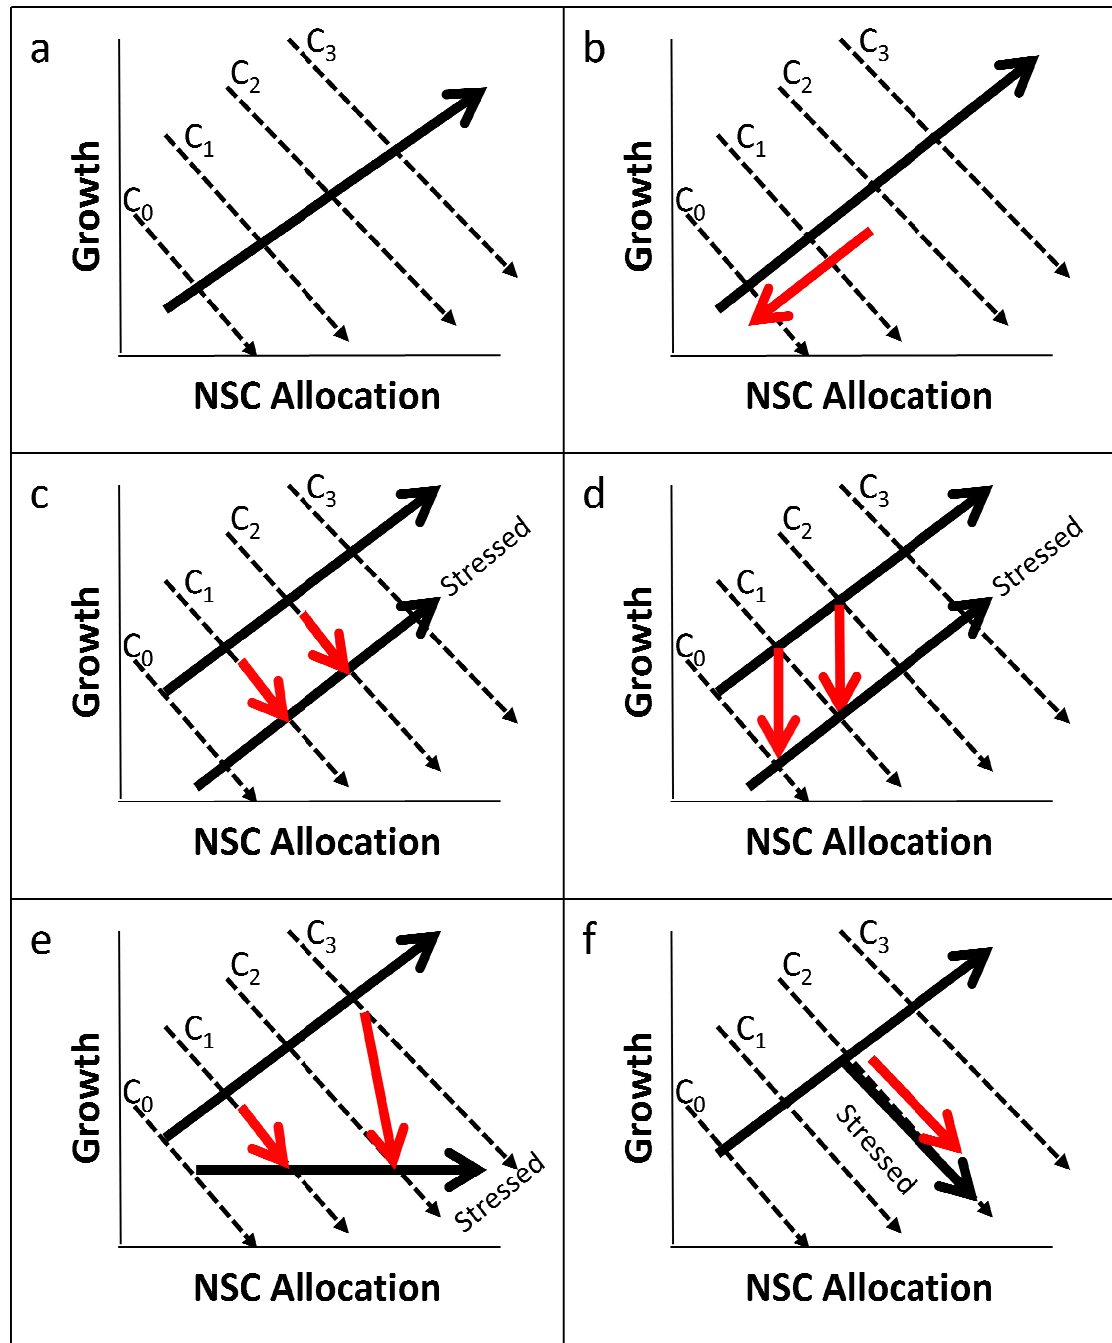 a
C₃
C₂
C₁
C₀
Growth
NSC Allocation
b
C₃
C₂
C₁
C₀
Growth
NSC Allocation
c
C₃
C₂
C₁
C₀
Stressed
Growth
NSC Allocation
d
C₃
C₂
C₁
C₀
Stressed
Growth
NSC Allocation
e
C₃
C₂
C₁
C₀
Stressed
Growth
NSC Allocation
f
C₃
C₂
C₁
C₀
Stressed
Growth
NSC Allocation